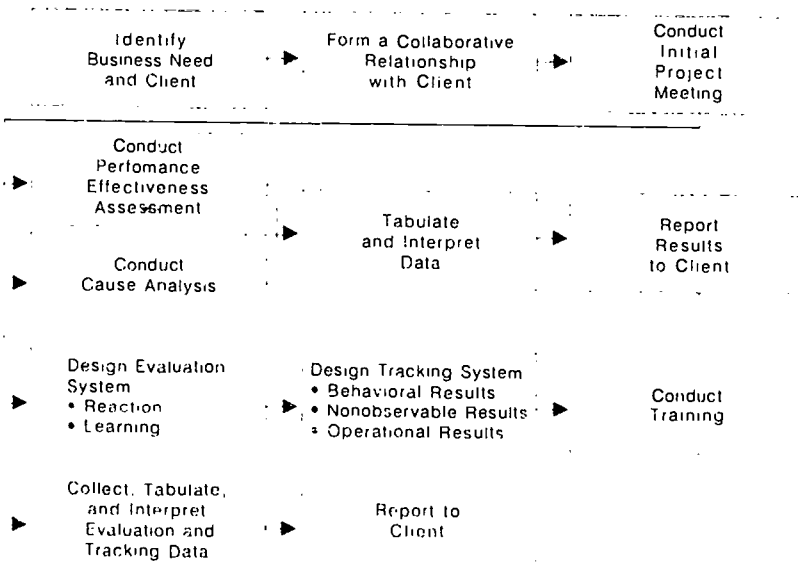 Identify
Business Need
and Client
Form a Collaborative
Relationship
with Client
Conduct
Initial
Project
Meeting
Conduct
Perfomance
Effectiveness
Assessment
Conduct
Cause Analysis
Tabulate
and Interpret
Data
Report
Results
to Client
Design Evaluation
System
• Reaction
• Learning
Design Tracking System
• Behavioral Results
• Nonobservable Results
• Operational Results
Conduct
Training
Collect, Tabulate,
and Interpret
Evaluation and
Tracking Data
Report to
Client